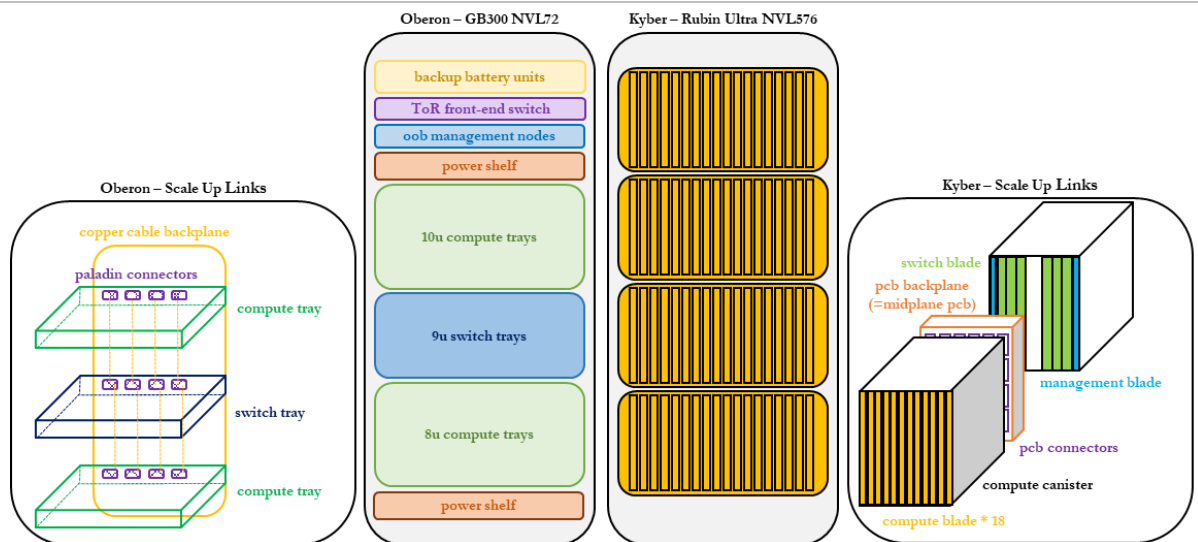 Oberon – GB300 NVL72
Kyber – Rubin Ultra NVL576
backup battery units
ToR front-end switch
oob management nodes
power shelf
10u compute trays
9u switch trays
8u compute trays
power shelf
Oberon – Scale Up Links
copper cable backplane
paladin connectors
compute tray
switch tray
compute tray
Kyber – Scale Up Links
switch blade
pcb backplane
(=midplane pcb)
management blade
pcb connectors
compute canister
compute blade * 18